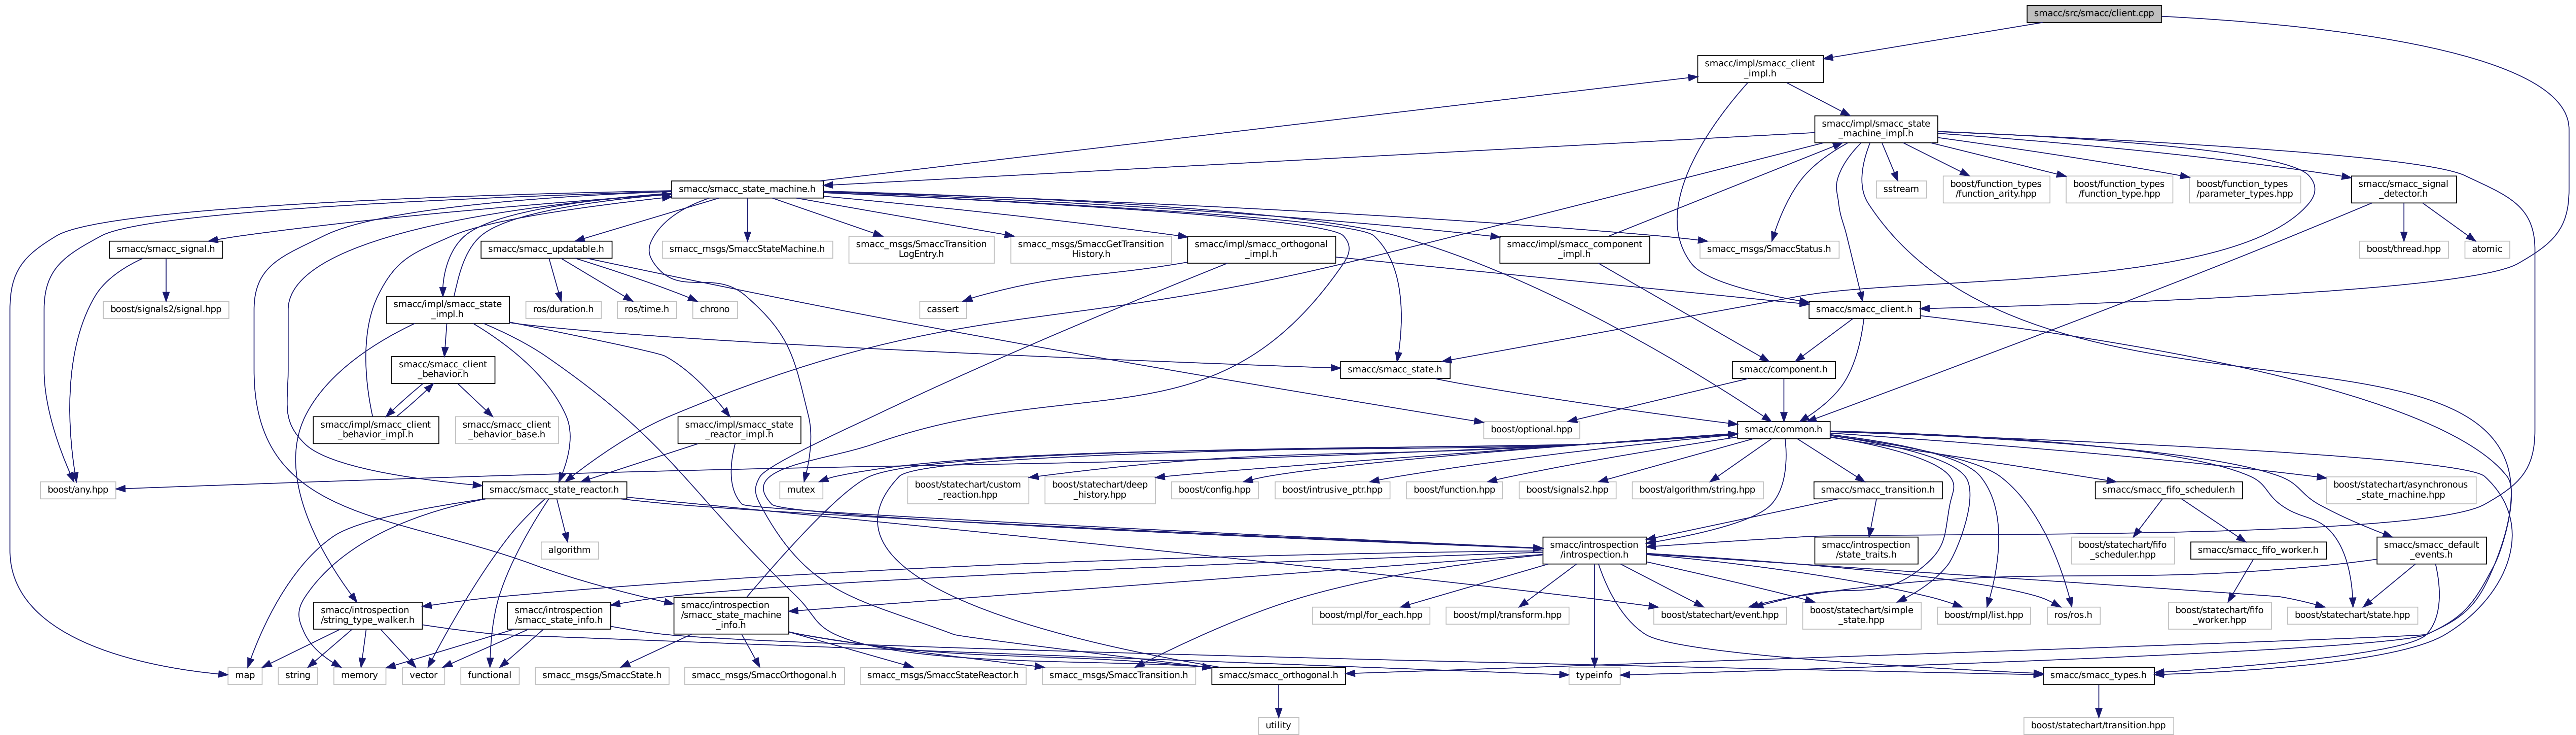 smacc/src/smacc/client.cpp
smacc/impl/smacc_client
_impl.h
smacc/impl/smacc_state
_machine_impl.h
smacc/smacc_state_machine.h
sstream
boost/function_types
/function_arity.hpp
boost/function_types
/function_type.hpp
boost/function_types
/parameter_types.hpp
smacc/smacc_signal
_detector.h
smacc/smacc_signal.h
smacc/smacc_updatable.h
smacc_msgs/SmaccStateMachine.h
smacc_msgs/SmaccTransition
LogEntry.h
smacc_msgs/SmaccGetTransition
History.h
smacc/impl/smacc_orthogonal
_impl.h
smacc/impl/smacc_component
_impl.h
smacc_msgs/SmaccStatus.h
boost/thread.hpp
atomic
boost/signals2/signal.hpp
smacc/impl/smacc_state
_impl.h
ros/duration.h
ros/time.h
chrono
cassert
smacc/smacc_client.h
smacc/smacc_client
_behavior.h
smacc/smacc_state.h
smacc/component.h
smacc/impl/smacc_client
_behavior_impl.h
smacc/smacc_client
_behavior_base.h
smacc/impl/smacc_state
_reactor_impl.h
boost/optional.hpp
smacc/common.h
boost/any.hpp
smacc/smacc_state_reactor.h
mutex
boost/statechart/custom
_reaction.hpp
boost/statechart/deep
_history.hpp
boost/config.hpp
boost/intrusive_ptr.hpp
boost/function.hpp
boost/signals2.hpp
boost/algorithm/string.hpp
smacc/smacc_transition.h
smacc/smacc_fifo_scheduler.h
boost/statechart/asynchronous
_state_machine.hpp
algorithm
smacc/introspection
/introspection.h
smacc/introspection
/state_traits.h
boost/statechart/fifo
_scheduler.hpp
smacc/smacc_fifo_worker.h
smacc/smacc_default
_events.h
smacc/introspection
/string_type_walker.h
smacc/introspection
/smacc_state_info.h
smacc/introspection
/smacc_state_machine
_info.h
boost/mpl/for_each.hpp
boost/mpl/transform.hpp
boost/statechart/event.hpp
boost/statechart/simple
_state.hpp
boost/mpl/list.hpp
ros/ros.h
boost/statechart/fifo
_worker.hpp
boost/statechart/state.hpp
map
string
memory
vector
functional
smacc_msgs/SmaccState.h
smacc_msgs/SmaccOrthogonal.h
smacc_msgs/SmaccStateReactor.h
smacc_msgs/SmaccTransition.h
smacc/smacc_orthogonal.h
typeinfo
smacc/smacc_types.h
utility
boost/statechart/transition.hpp